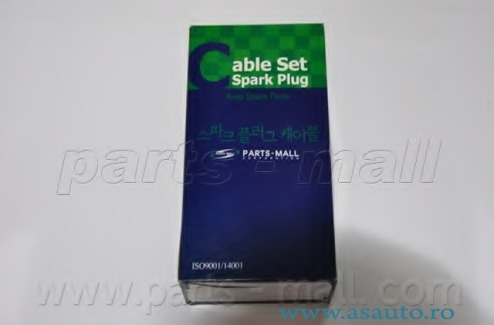 Cable Set
Spark Plug
Auto Spare Parts
스파크 플러그 케이블
PARTS-MALL
CORPORATION
parts - mall
ISO9001/14001
www.parts-mall.com
www.asauto.ro